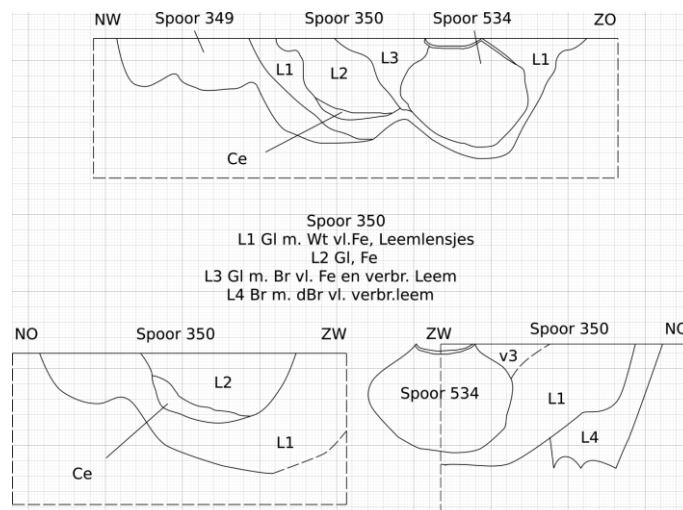 NW Spoor 349 Spoor 350 Spoor 534 ZO
L1 L2 L3 L1
Ce
Spoor 350
L1 Gl m. Wt vl.Fe, Leemlensjes
L2 Gl, Fe
L3 Gl m. Br vl. Fe en verbr. Leem
L4 Br m. dBr vl. verbr.leem
NO Spoor 350 ZW
L2
L1
Ce
ZW Spoor 350 NO
v3
Spoor 534
L1
L4